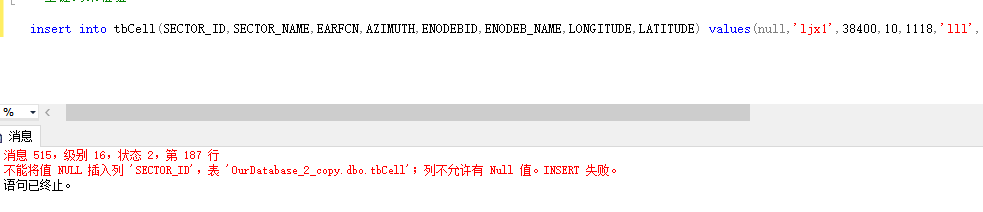 insert into tbCell(SECTOR_ID,SECTOR_NAME,EARFCN,AZIMUTH,ENODEBID,ENODEB_NAME,LONGITUDE,LATITUDE) values(null,'ljx1',38400,10,1118,'lll',
%
消息
消息 515，级别 16，状态 2，第 187 行
不能将值 NULL 插入列 'SECTOR_ID'，表 'OurDatabase_2_copy.dbo.tbCell'；列不允许有 Null 值。INSERT 失败。
语句已终止。